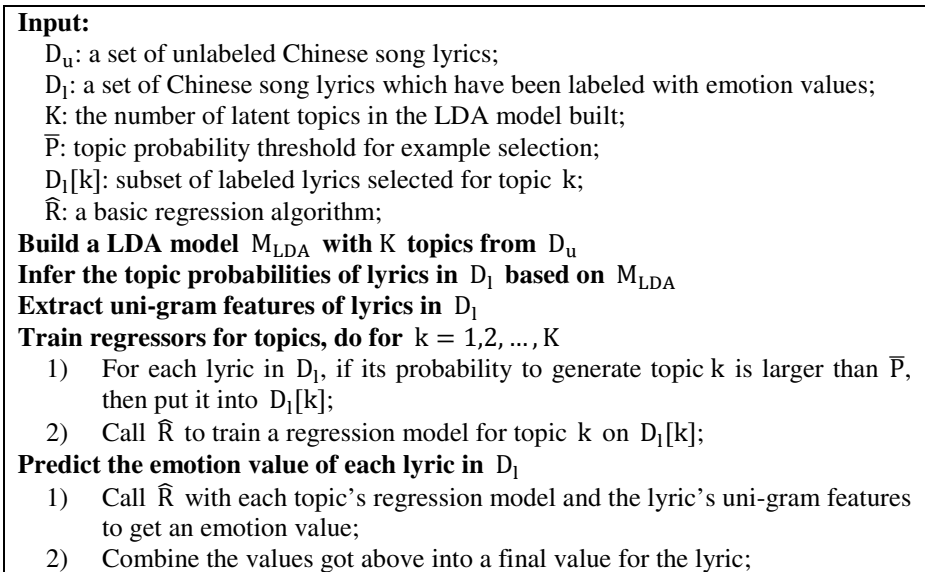 Input:
D_u: a set of unlabeled Chinese song lyrics;
D_l: a set of Chinese song lyrics which have been labeled with emotion values;
K: the number of latent topics in the LDA model built;
P̅: topic probability threshold for example selection;
D_l[k]: subset of labeled lyrics selected for topic k;
R̂: a basic regression algorithm;
Build a LDA model M_LDA with K topics from D_u
Infer the topic probabilities of lyrics in D_l based on M_LDA
Extract uni-gram features of lyrics in D_l
Train regressors for topics, do for k = 1,2, … , K
1) For each lyric in D_l, if its probability to generate topic k is larger than P̅,
then put it into D_l[k];
2) Call R̂ to train a regression model for topic k on D_l[k];
Predict the emotion value of each lyric in D_l
1) Call R̂ with each topic's regression model and the lyric's uni-gram features
to get an emotion value;
2) Combine the values got above into a final value for the lyric;